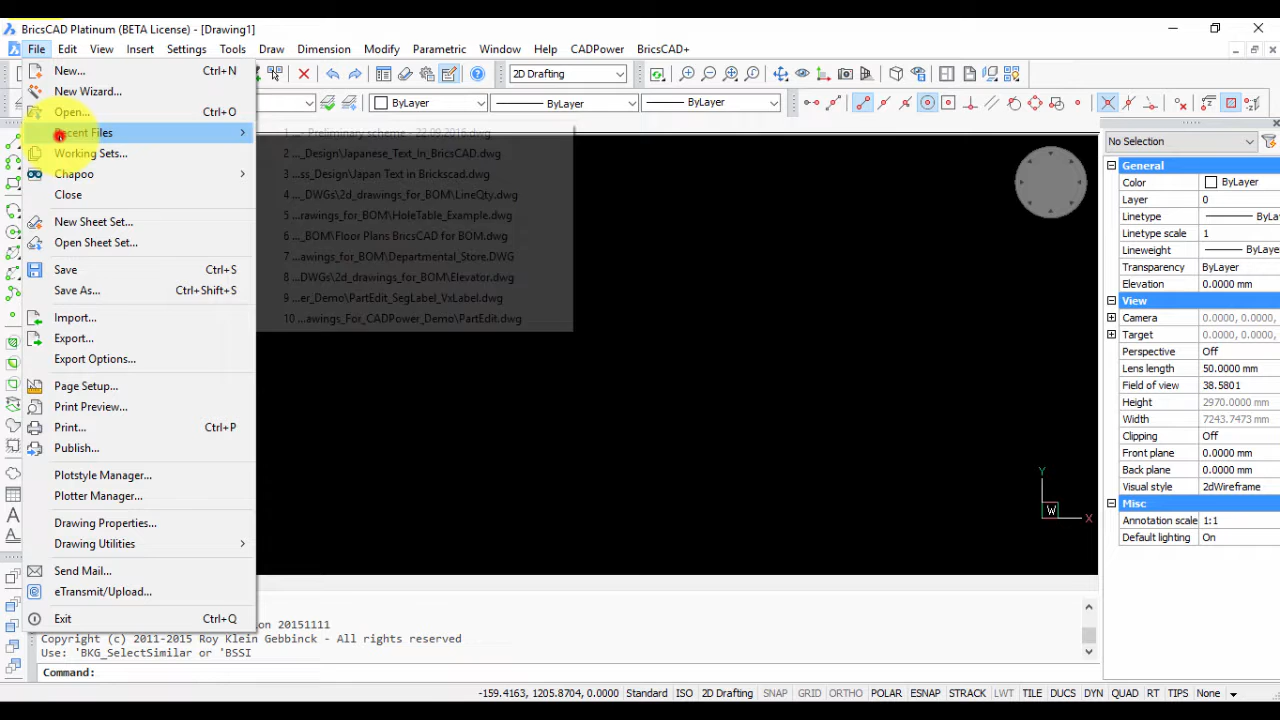 BricsCAD Platinum (BETA License) - [Drawing1]
File Edit View Insert Settings Tools Draw Dimension Modify Parametric Window Help CADPower BricsCAD+
2D Drafting
ByLayer ByLayer ByLayer
New... Ctrl+N
New Wizard...
Open... Ctrl+O
Recent Files
Working Sets...
Chapoo
Close
New Sheet Set...
Open Sheet Set...
Save Ctrl+S
Save As... Ctrl+Shift+S
Import...
Export...
Export Options...
Page Setup...
Print Preview...
Print... Ctrl+P
Publish...
Plotstyle Manager...
Plotter Manager...
Drawing Properties...
Drawing Utilities
Send Mail...
eTransmit/Upload...
Exit Ctrl+Q
1 ...- Preliminary scheme - 22.09.2016.dwg
2 ..._Design\Japanese_Text_In_BricsCAD.dwg
3 ...ss_Design\Japan Text in Brickscad.dwg
4 ..._DWGs\2d_drawings_for_BOM\LineQty.dwg
5 ...rawings_for_BOM\HoleTable_Example.dwg
6 ..._BOM\Floor Plans BricsCAD for BOM.dwg
7 ...awings_for_BOM\Departmental_Store.DWG
8 ...DWGs\2d_drawings_for_BOM\Elevator.dwg
9 ...er_Demo\PartEdit_SegLabel_VxLabel.dwg
10 ...awings_For_CADPower_Demo\PartEdit.dwg
Y
W X
No Selection
General
Color ByLayer
Layer 0
Linetype ByLayer
Linetype scale 1
Lineweight ByLayer
Transparency ByLayer
Elevation 0.0000 mm
View
Camera 0.0000, 0.0000,
Target 0.0000, 0.0000,
Perspective Off
Lens length 50.0000 mm
Field of view 38.5801
Height 2970.0000 mm
Width 7243.7473 mm
Clipping Off
Front plane 0.0000 mm
Back plane 0.0000 mm
Visual style 2dWireframe
Misc
Annotation scale 1:1
Default lighting On
on 20151111
Copyright (c) 2011-2015 Roy Klein Gebbinck - All rights reserved
Use: 'BKG_SelectSimilar or 'BSSI
Command:
-159.4163, 1205.8704, 0.0000 Standard ISO 2D Drafting SNAP GRID ORTHO POLAR ESNAP STRACK LWT TILE DUCS DYN QUAD RT TIPS None